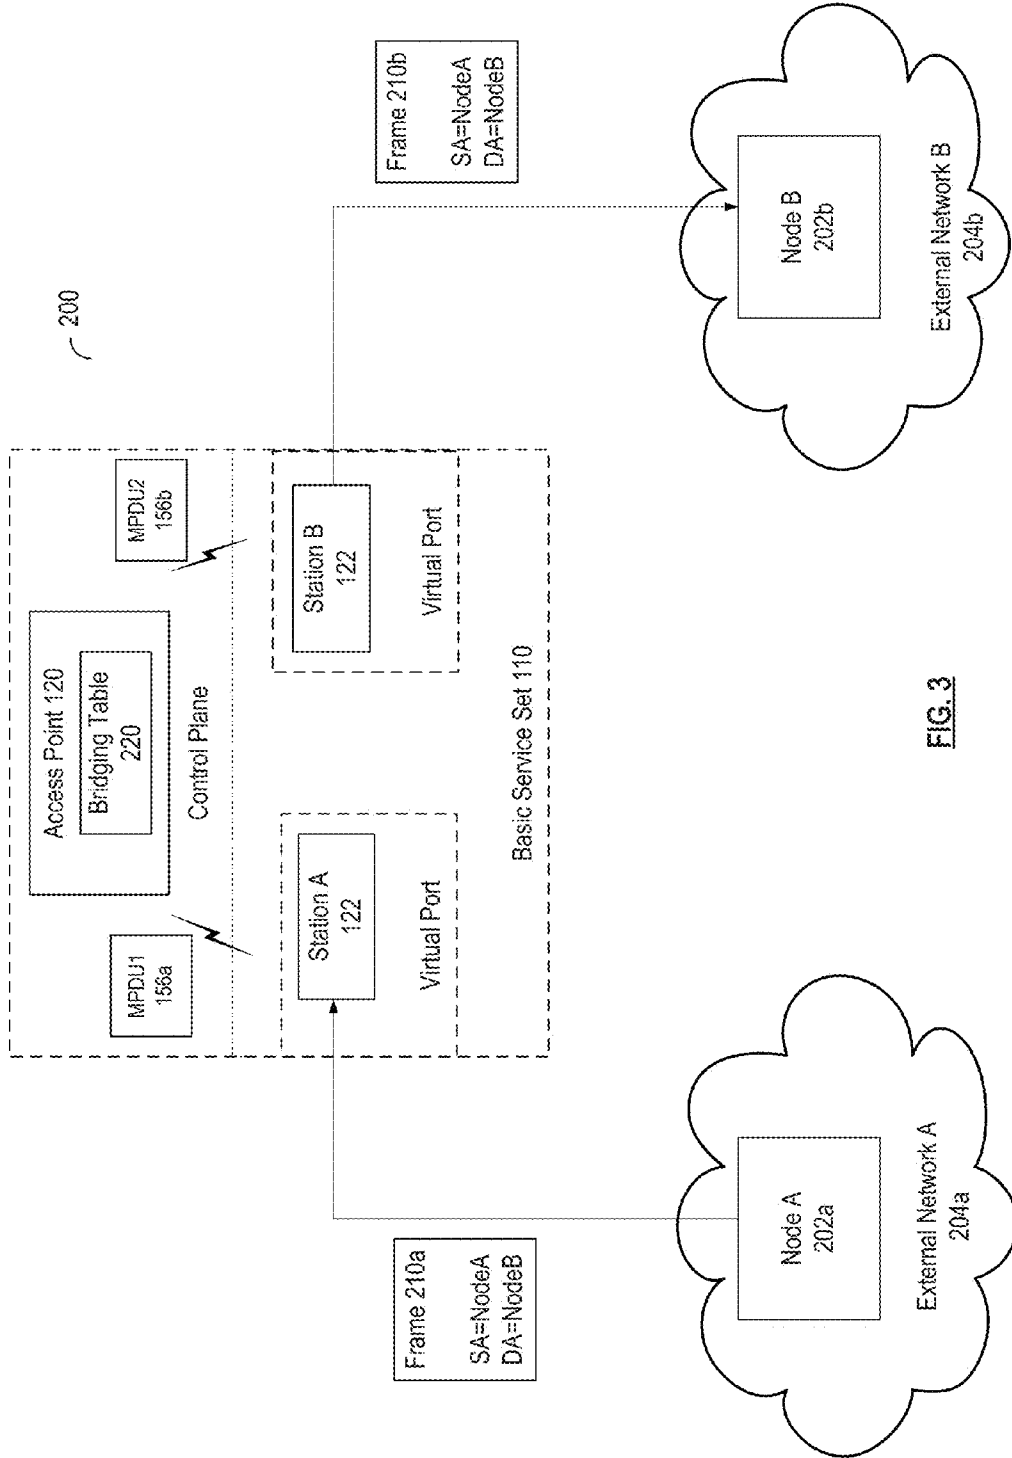 200
Access Point 120
Bridging Table
220
Control Plane
MPDU1
156a
MPDU2
156b
Station A
122
Virtual Port
Station B
122
Virtual Port
Basic Service Set 110
Frame 210a
SA=NodeA
DA=NodeB
Frame 210b
SA=NodeA
DA=NodeB
Node A
202a
External Network A
204a
Node B
202b
External Network B
204b
FIG. 3